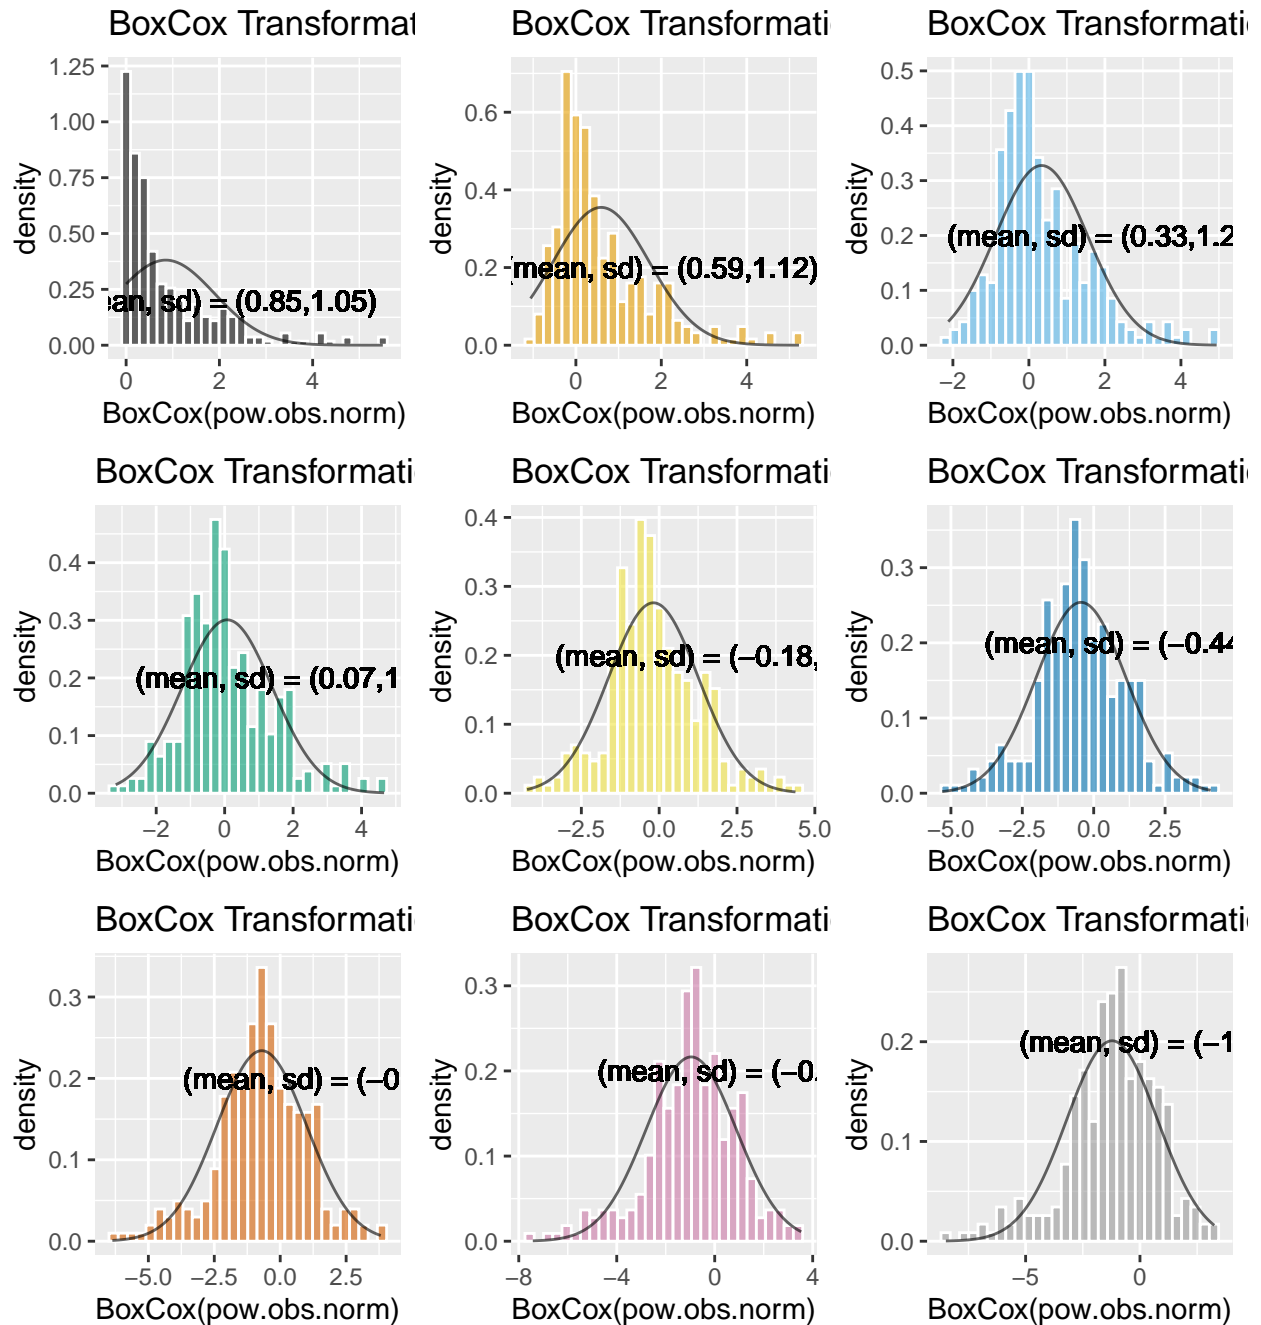 BoxCox Transformat
BoxCox Transformati
BoxCox Transformati
density
1.25
1.00
0.75
0.50
0.25
0.00
ean, sd) = (0.85,1.05)
0 2 4
BoxCox(pow.obs.norm)
density
0.6
0.4
0.2
0.0
(mean, sd) = (0.59,1.12)
0 2 4
BoxCox(pow.obs.norm)
density
0.5
0.4
0.3
0.2
0.1
0.0
(mean, sd) = (0.33,1.2
−2 0 2 4
BoxCox(pow.obs.norm)
BoxCox Transformati
BoxCox Transformati
BoxCox Transformati
density
0.4
0.3
0.2
0.1
0.0
(mean, sd) = (0.07,1
−2 0 2 4
BoxCox(pow.obs.norm)
density
0.4
0.3
0.2
0.1
0.0
(mean, sd) = (−0.18,
−2.5 0.0 2.5 5.0
BoxCox(pow.obs.norm)
density
0.3
0.2
0.1
0.0
(mean, sd) = (−0.44
−5.0 −2.5 0.0 2.5
BoxCox(pow.obs.norm)
BoxCox Transformati
BoxCox Transformati
BoxCox Transformati
density
0.3
0.2
0.1
0.0
(mean, sd) = (−0
−5.0 −2.5 0.0 2.5
BoxCox(pow.obs.norm)
density
0.3
0.2
0.1
0.0
(mean, sd) = (−0.
−8 −4 0 4
BoxCox(pow.obs.norm)
density
0.2
0.1
0.0
(mean, sd) = (−1
−5 0
BoxCox(pow.obs.norm)